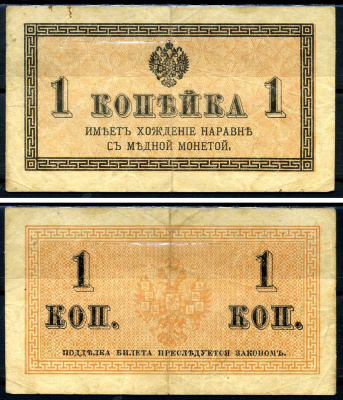 1 КОПѢЙКА 1
ИМѢЕТЪ ХОЖДЕНІЕ НАРАВНѢ
СЪ МѢДНОЙ МОНЕТОЙ.
1 1
КОП. КОП.
ПОДДѢЛКА БИЛЕТА ПРЕСЛѢДУЕТСЯ ЗАКОНОМЪ.